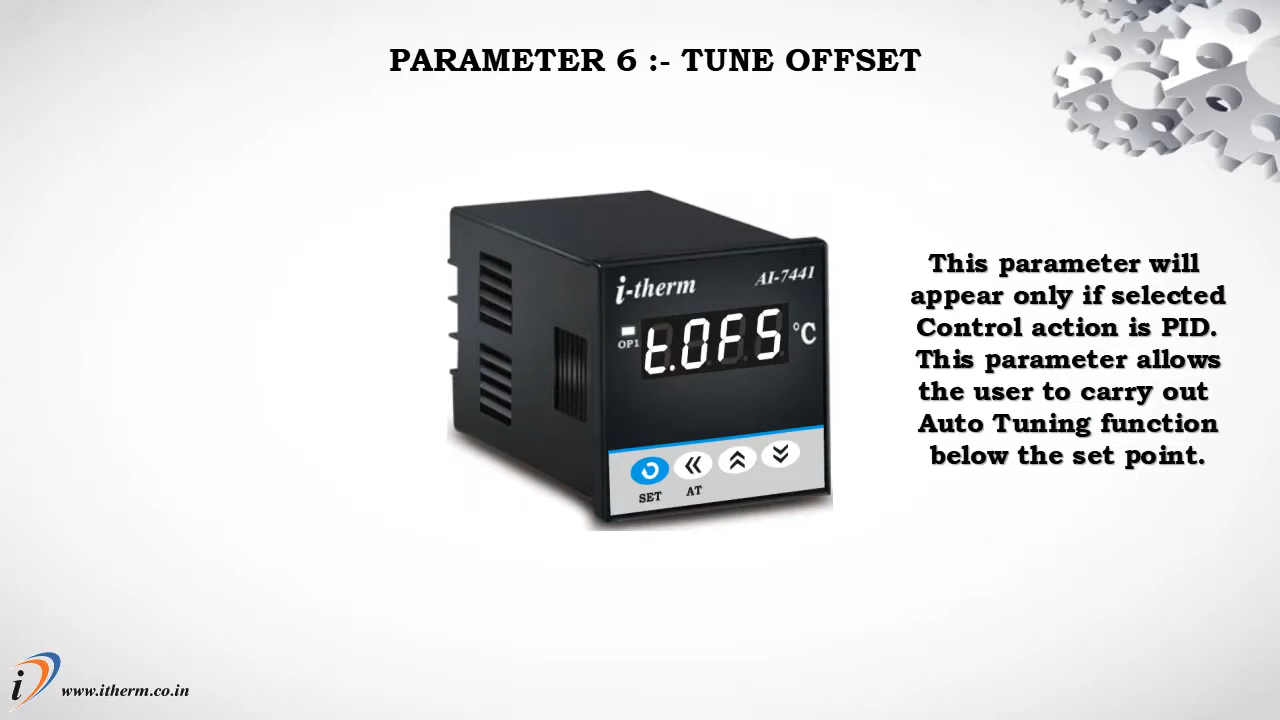 PARAMETER 6 :- TUNE OFFSET
i-therm
AI-7441
OP1
t.OFS
°C
SET
AT
This parameter will
appear only if selected
Control action is PID.
This parameter allows
the user to carry out
Auto Tuning function
below the set point.
i
www.itherm.co.in